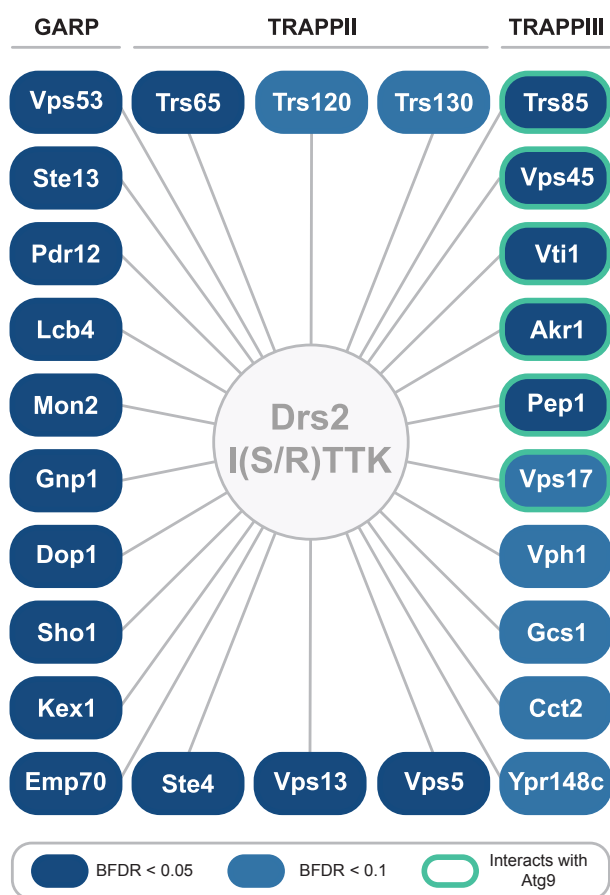 GARP TRAPPII TRAPPIII
Vps53 Trs65 Trs120 Trs130 Trs85
Ste13 Vps45
Pdr12 Vti1
Lcb4 Akr1
Mon2 Pep1
Drs2
I(S/R)TTK
Gnp1 Vps17
Dop1 Vph1
Sho1 Gcs1
Kex1 Cct2
Emp70 Ste4 Vps13 Vps5 Ypr148c
BFDR < 0.05 BFDR < 0.1 Interacts with
Atg9